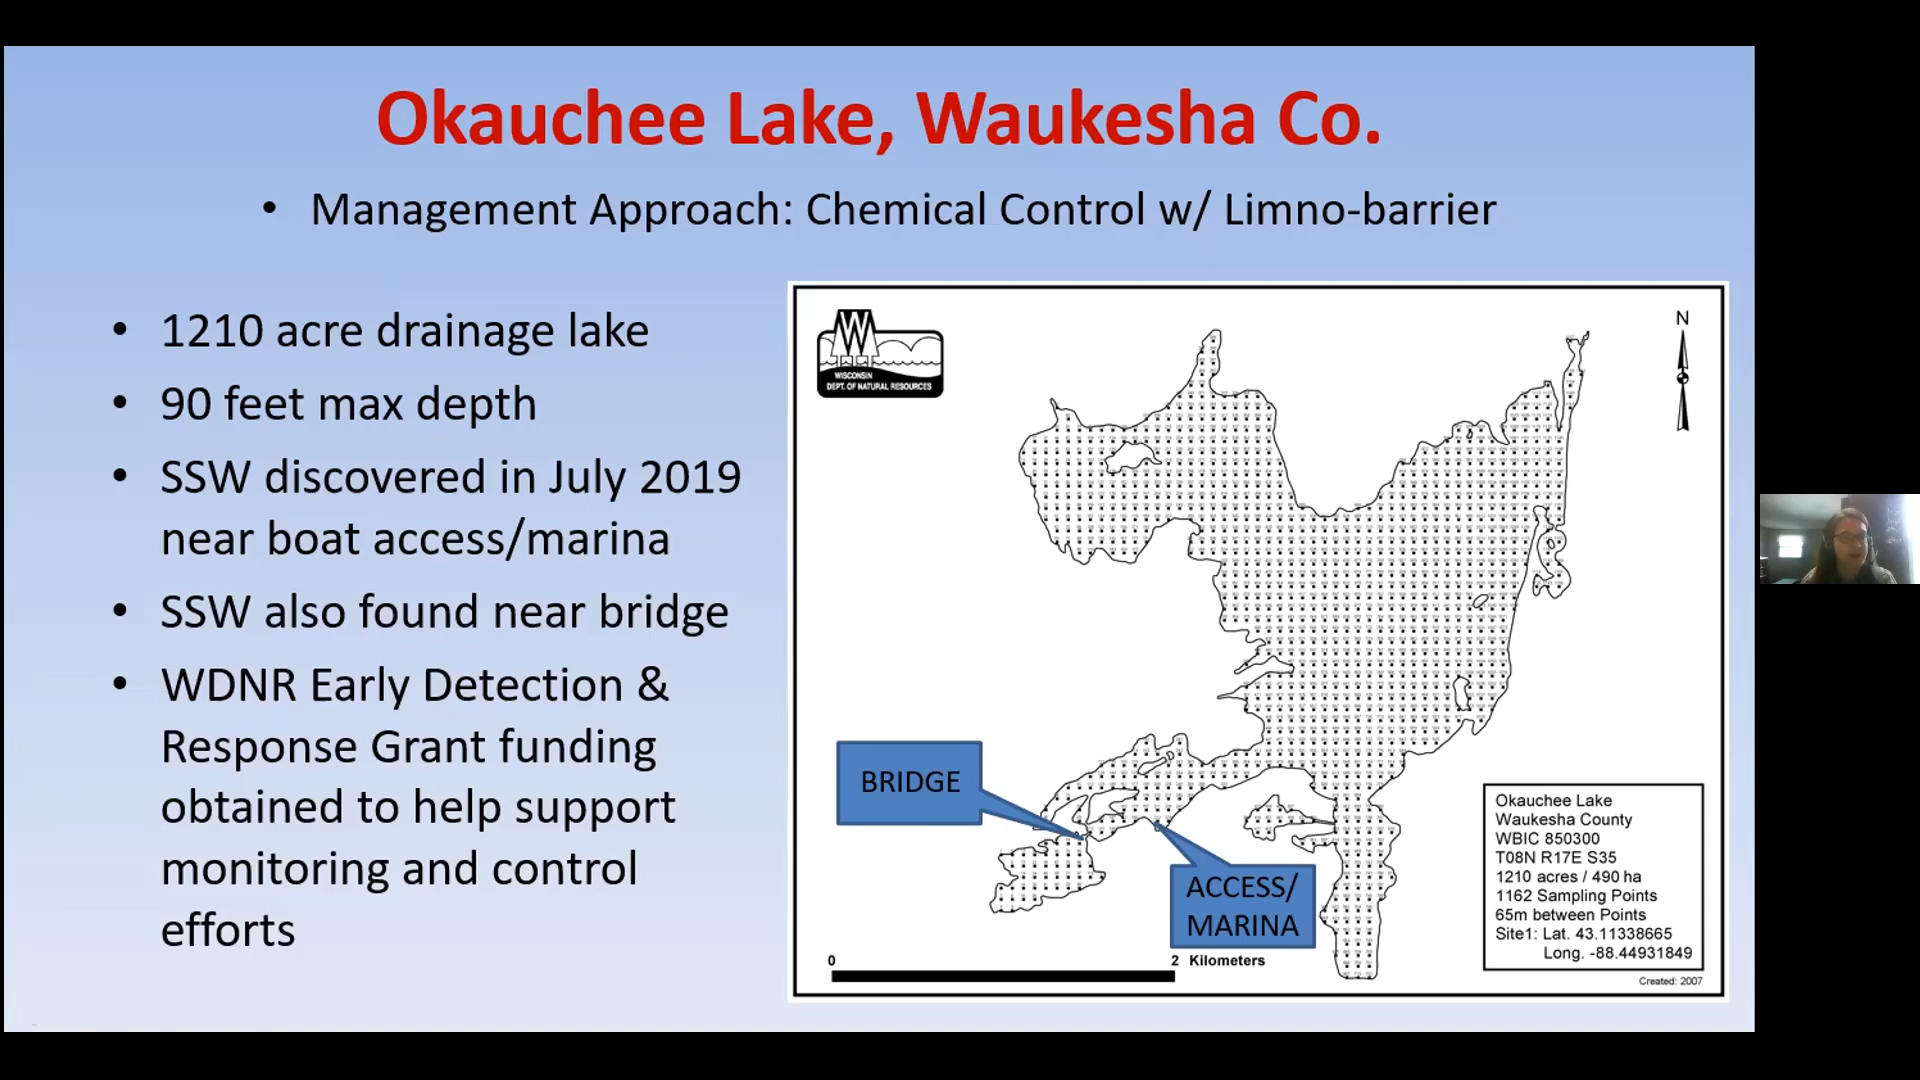 Okauchee Lake, Waukesha Co.
• Management Approach: Chemical Control w/ Limno-barrier
• 1210 acre drainage lake
• 90 feet max depth
• SSW discovered in July 2019
near boat access/marina
• SSW also found near bridge
• WDNR Early Detection &
Response Grant funding
obtained to help support
monitoring and control
efforts
W
WISCONSIN
DEPT. OF NATURAL RESOURCES
N
BRIDGE
ACCESS/
MARINA
0 2 Kilometers
Okauchee Lake
Waukesha County
WBIC 850300
T08N R17E S35
1210 acres / 490 ha
1162 Sampling Points
65m between Points
Site1: Lat. 43.11338665
Long. -88.44931849
Created: 2007